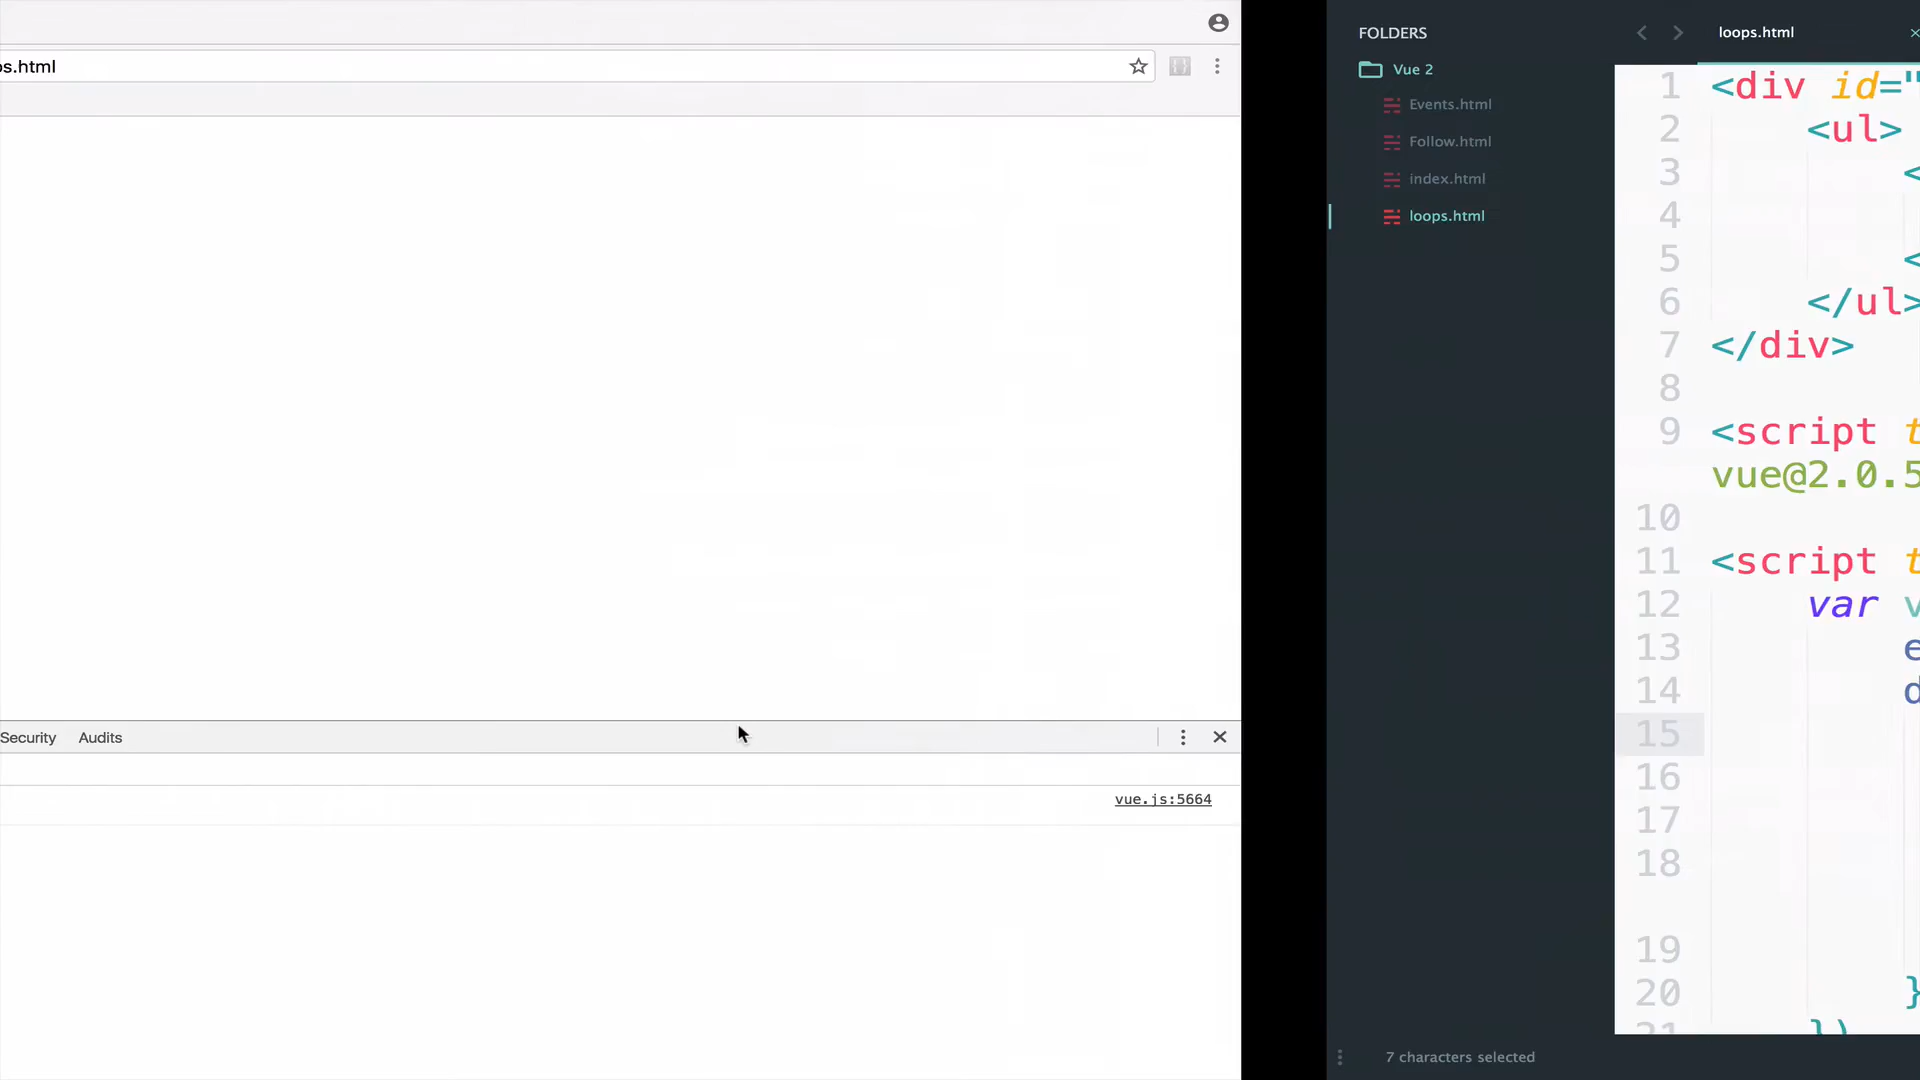 ps.html
Security Audits
vue.js:5664
FOLDERS
Vue 2
Events.html
Follow.html
index.html
loops.html
loops.html
1 <div id="
2 <ul>
3 <
4
5 <
6 </ul>
7 </div>
8
9 <script t
vue@2.0.5
10
11 <script t
12 var v
13 e
14 d
15
16
17
18
19
20 }
21 })
7 characters selected